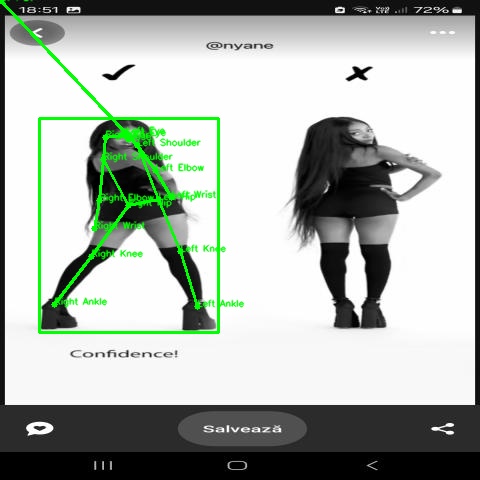 18:51
72%
@nyane
Left Shoulder
Right Shoulder
Left Elbow
Right Elbow
Left Wrist
Right Hip
Right Wrist
Left Knee
Right Knee
Right Ankle
Left Ankle
Confidence!
Salvează